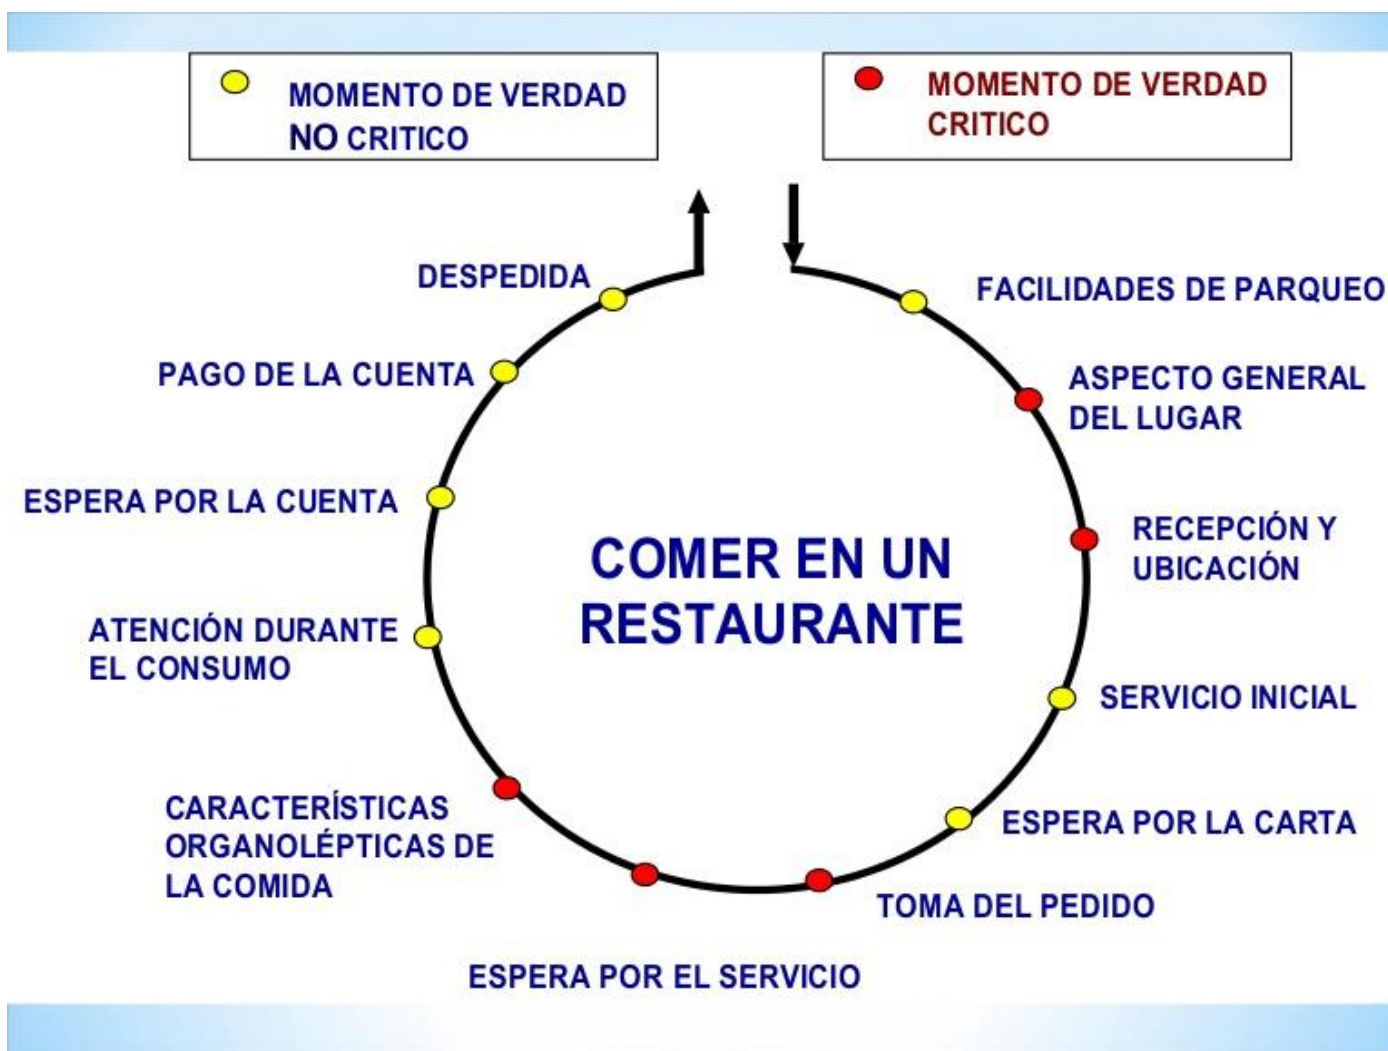 MOMENTO DE VERDAD
NO CRITICO
MOMENTO DE VERDAD
CRITICO
FACILIDADES DE PARQUEO
ASPECTO GENERAL
DEL LUGAR
RECEPCIÓN Y
UBICACIÓN
SERVICIO INICIAL
ESPERA POR LA CARTA
TOMA DEL PEDIDO
ESPERA POR EL SERVICIO
CARACTERÍSTICAS
ORGANOLÉPTICAS DE
LA COMIDA
ATENCIÓN DURANTE
EL CONSUMO
ESPERA POR LA CUENTA
PAGO DE LA CUENTA
DESPEDIDA
COMER EN UN
RESTAURANTE